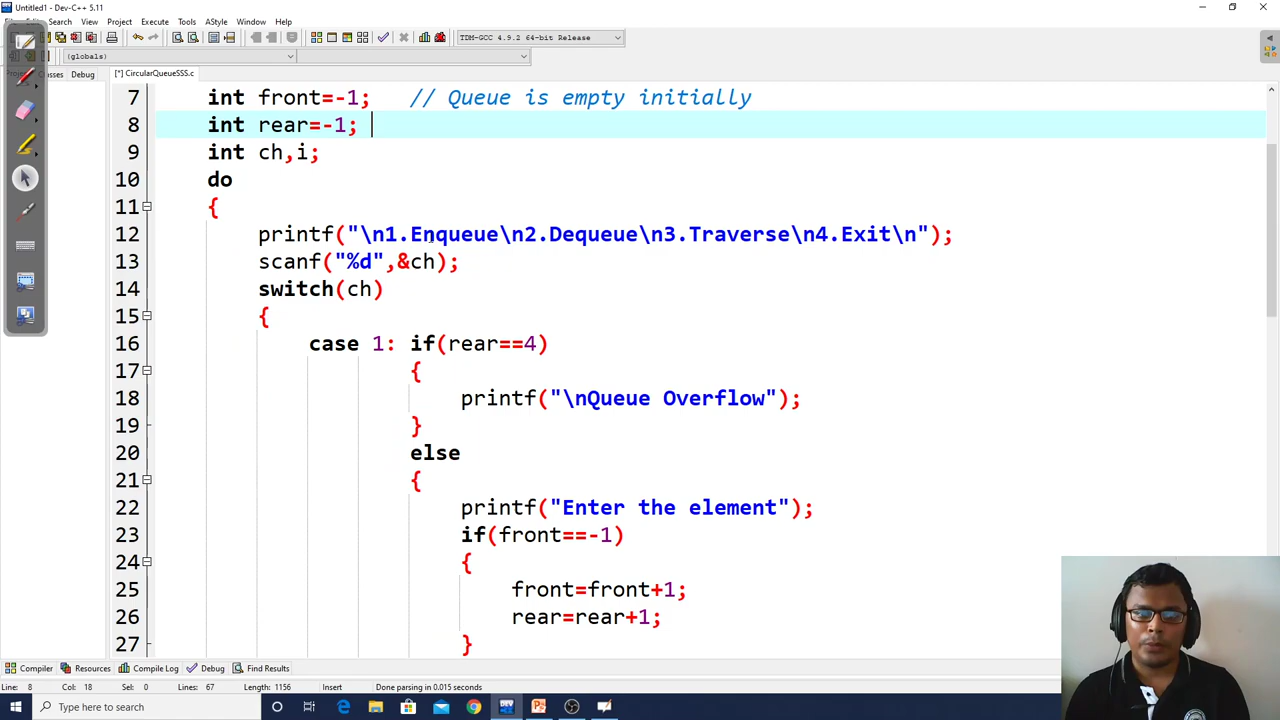 Untitled1 - Dev-C++ 5.11
Search View Project Execute Tools AStyle Window Help
TDM-GCC 4.9.2 64-bit Release
(globals)
Debug
[*] CircularQueueSSS.c
7 int front=-1; // Queue is empty initially
8 int rear=-1;
9 int ch,i;
10 do
11 {
12 printf("\n1.Enqueue\n2.Dequeue\n3.Traverse\n4.Exit\n");
13 scanf("%d",&ch);
14 switch(ch)
15 {
16 case 1: if(rear==4)
17 {
18 printf("\nQueue Overflow");
19 }
20 else
21 {
22 printf("Enter the element");
23 if(front==-1)
24 {
25 front=front+1;
26 rear=rear+1;
27 }
Compiler Resources Compile Log Debug Find Results
Line: 8 Col: 18 Sel: 0 Lines: 67 Length: 1156 Insert Done parsing in 0.015 seconds
Type here to search